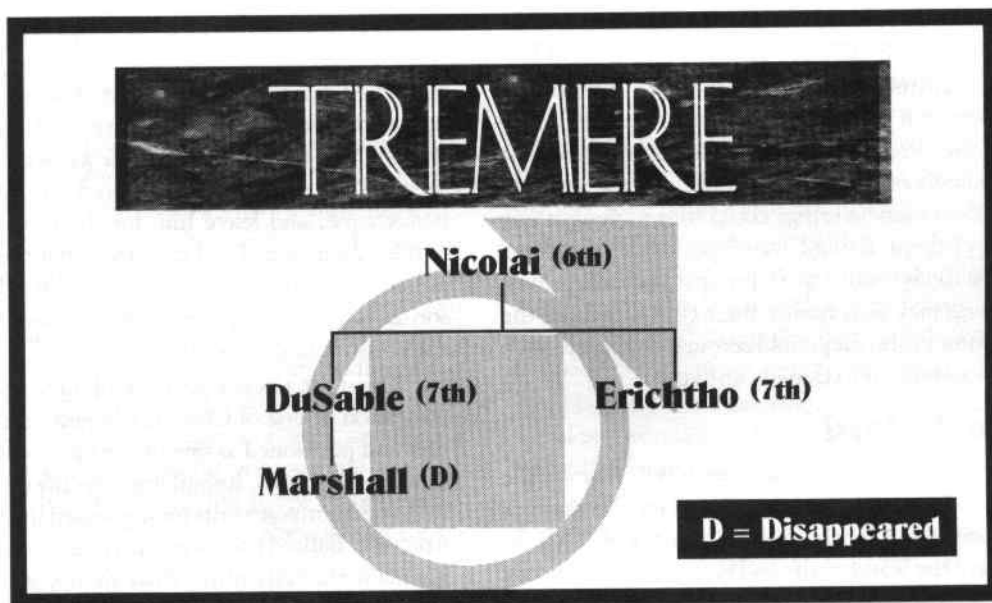 TREMERE
Nicolai (6th)
DuSable (7th) Erichtho (7th)
Marshall (D)
D = Disappeared